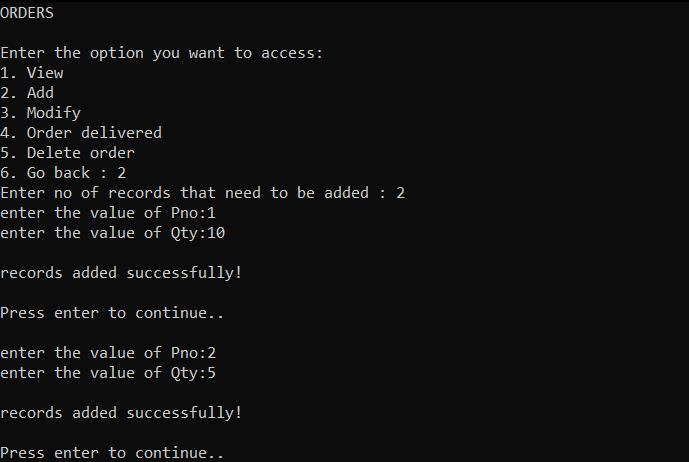 ORDERS
Enter the option you want to access:
1. View
2. Add
3. Modify
4. Order delivered
5. Delete order
6. Go back : 2
Enter no of records that need to be added : 2
enter the value of Pno:1
enter the value of Qty:10
records added successfully!
Press enter to continue..
enter the value of Pno:2
enter the value of Qty:5
records added successfully!
Press enter to continue..